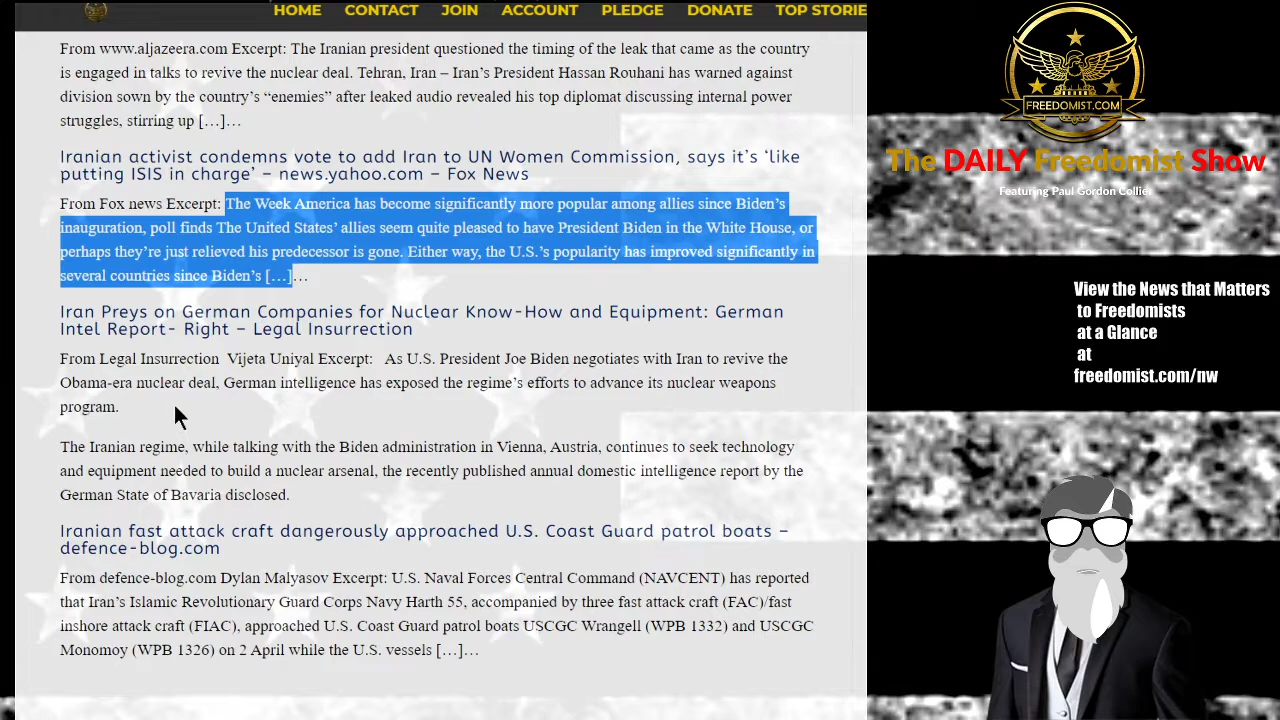 HOME CONTACT JOIN ACCOUNT PLEDGE DONATE TOP STORIE
From www.aljazeera.com Excerpt: The Iranian president questioned the timing of the leak that came as the country
is engaged in talks to revive the nuclear deal. Tehran, Iran – Iran’s President Hassan Rouhani has warned against
division sown by the country’s “enemies” after leaked audio revealed his top diplomat discussing internal power
struggles, stirring up […]…
Iranian activist condemns vote to add Iran to UN Women Commission, says it’s ‘like
putting ISIS in charge’ – news.yahoo.com – Fox News
From Fox news Excerpt: The Week America has become significantly more popular among allies since Biden’s
inauguration, poll finds The United States’ allies seem quite pleased to have President Biden in the White House, or
perhaps they’re just relieved his predecessor is gone. Either way, the U.S.’s popularity has improved significantly in
several countries since Biden’s […]…
Iran Preys on German Companies for Nuclear Know-How and Equipment: German
Intel Report- Right – Legal Insurrection
From Legal Insurrection Vijeta Uniyal Excerpt: As U.S. President Joe Biden negotiates with Iran to revive the
Obama-era nuclear deal, German intelligence has exposed the regime’s efforts to advance its nuclear weapons
program.
The Iranian regime, while talking with the Biden administration in Vienna, Austria, continues to seek technology
and equipment needed to build a nuclear arsenal, the recently published annual domestic intelligence report by the
German State of Bavaria disclosed.
Iranian fast attack craft dangerously approached U.S. Coast Guard patrol boats –
defence-blog.com
From defence-blog.com Dylan Malyasov Excerpt: U.S. Naval Forces Central Command (NAVCENT) has reported
that Iran’s Islamic Revolutionary Guard Corps Navy Harth 55, accompanied by three fast attack craft (FAC)/fast
inshore attack craft (FIAC), approached U.S. Coast Guard patrol boats USCGC Wrangell (WPB 1332) and USCGC
Monomoy (WPB 1326) on 2 April while the U.S. vessels […]…
FREEDOMIST.COM
The DAILY Freedomist Show
Featuring Paul Gordon Collier
View the News that Matters
to Freedomists
at a Glance
at
freedomist.com/nw